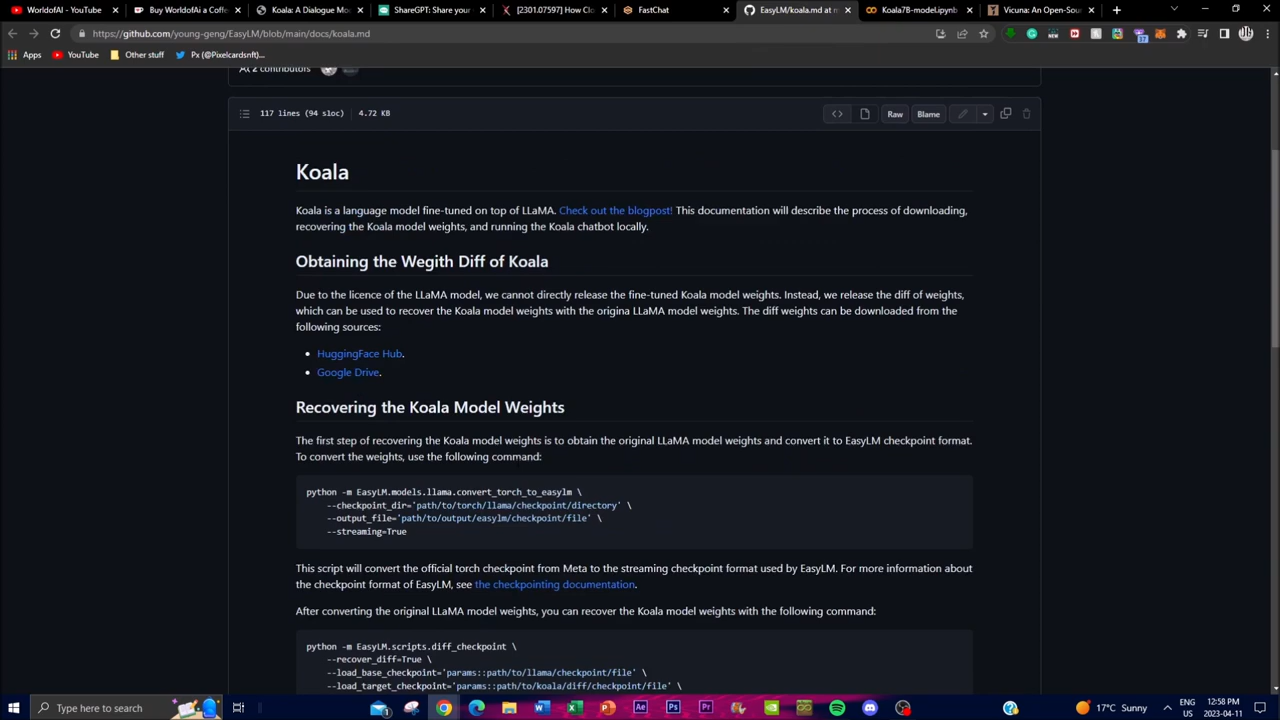 WorldofAI - YouTube
Buy WorldofAi a Coffe
Koala: A Dialogue Mo
ShareGPT: Share your
[2301.07597] How Clo
FastChat
EasyLM/koala.md at m
Koala7B-model.ipynb
Vicuna: An Open-Sou
https://github.com/young-geng/EasyLM/blob/main/docs/koala.md
Apps
YouTube
Other stuff
Px (@Pixelcardsnft)...
2 contributors
117 lines (94 sloc)
4.72 KB
Raw
Blame
Koala
Koala is a language model fine-tuned on top of LLaMA. Check out the blogpost! This documentation will describe the process of downloading,
recovering the Koala model weights, and running the Koala chatbot locally.
Obtaining the Wegith Diff of Koala
Due to the licence of the LLaMA model, we cannot directly release the fine-tuned Koala model weights. Instead, we release the diff of weights,
which can be used to recover the Koala model weights with the origina LLaMA model weights. The diff weights can be downloaded from the
following sources:
• HuggingFace Hub.
• Google Drive.
Recovering the Koala Model Weights
The first step of recovering the Koala model weights is to obtain the original LLaMA model weights and convert it to EasyLM checkpoint format.
To convert the weights, use the following command:
python -m EasyLM.models.llama.convert_torch_to_easylm \
--checkpoint_dir='path/to/torch/llama/checkpoint/directory' \
--output_file='path/to/output/easylm/checkpoint/file' \
--streaming=True
This script will convert the official torch checkpoint from Meta to the streaming checkpoint format used by EasyLM. For more information about
the checkpoint format of EasyLM, see the checkpointing documentation.
After converting the original LLaMA model weights, you can recover the Koala model weights with the following command:
python -m EasyLM.scripts.diff_checkpoint \
--recover_diff=True \
--load_base_checkpoint='params::path/to/llama/checkpoint/file' \
--load_target_checkpoint='params::path/to/koala/diff/checkpoint/file' \
Type here to search
17°C Sunny
ENG
US
12:58 PM
2023-04-11